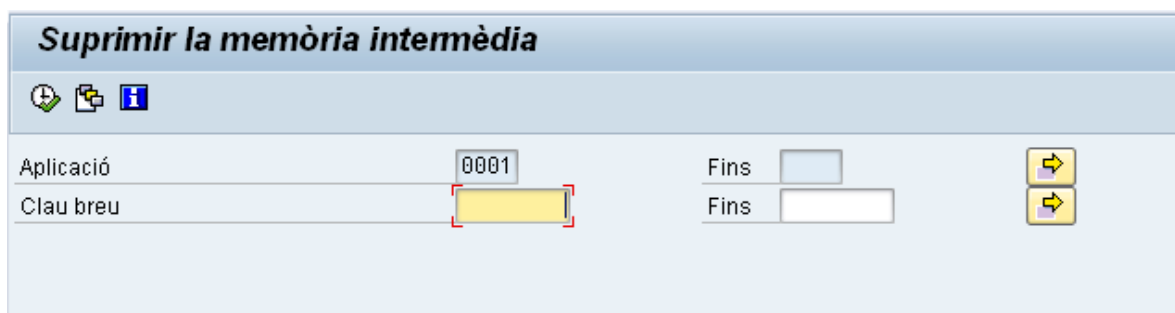 Suprimir la memòria intermèdia
Aplicació 0001 Fins
Clau breu Fins